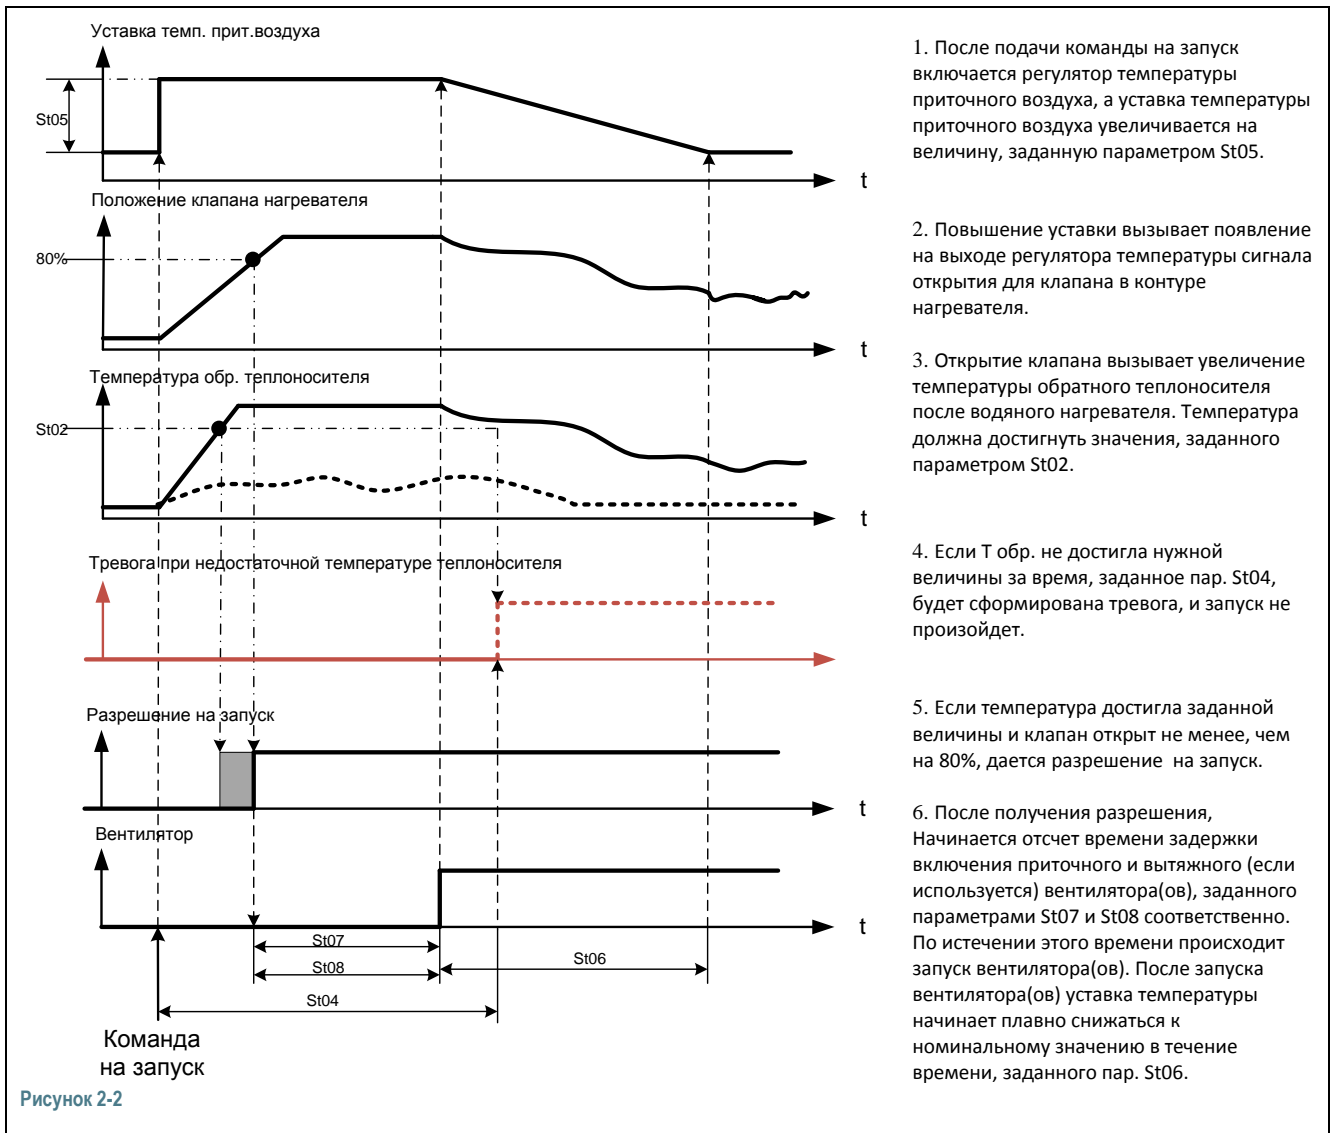 Уставка темп. прит.воздуха
St05
t
Положение клапана нагревателя
80%
t
Температура обр. теплоносителя
St02
t
Тревога при недостаточной температуре теплоносителя
Разрешение на запуск
t
Вентилятор
t
St07
St08
St06
St04
Команда
на запуск
1. После подачи команды на запуск
включается регулятор температуры
приточного воздуха, а уставка температуры
приточного воздуха увеличивается на
величину, заданную параметром St05.
2. Повышение уставки вызывает появление
на выходе регулятора температуры сигнала
открытия для клапана в контуре
нагревателя.
3. Открытие клапана вызывает увеличение
температуры обратного теплоносителя
после водяного нагревателя. Температура
должна достигнуть значения, заданного
параметром St02.
4. Если Т обр. не достигла нужной
величины за время, заданное пар. St04,
будет сформирована тревога, и запуск не
произойдет.
5. Если температура достигла заданной
величины и клапан открыт не менее, чем
на 80%, дается разрешение на запуск.
6. После получения разрешения,
Начинается отсчет времени задержки
включения приточного и вытяжного (если
используется) вентилятора(ов), заданного
параметрами St07 и St08 соответственно.
По истечении этого времени происходит
запуск вентилятора(ов). После запуска
вентилятора(ов) уставка температуры
начинает плавно снижаться к
номинальному значению в течение
времени, заданного пар. St06.
Рисунок 2-2